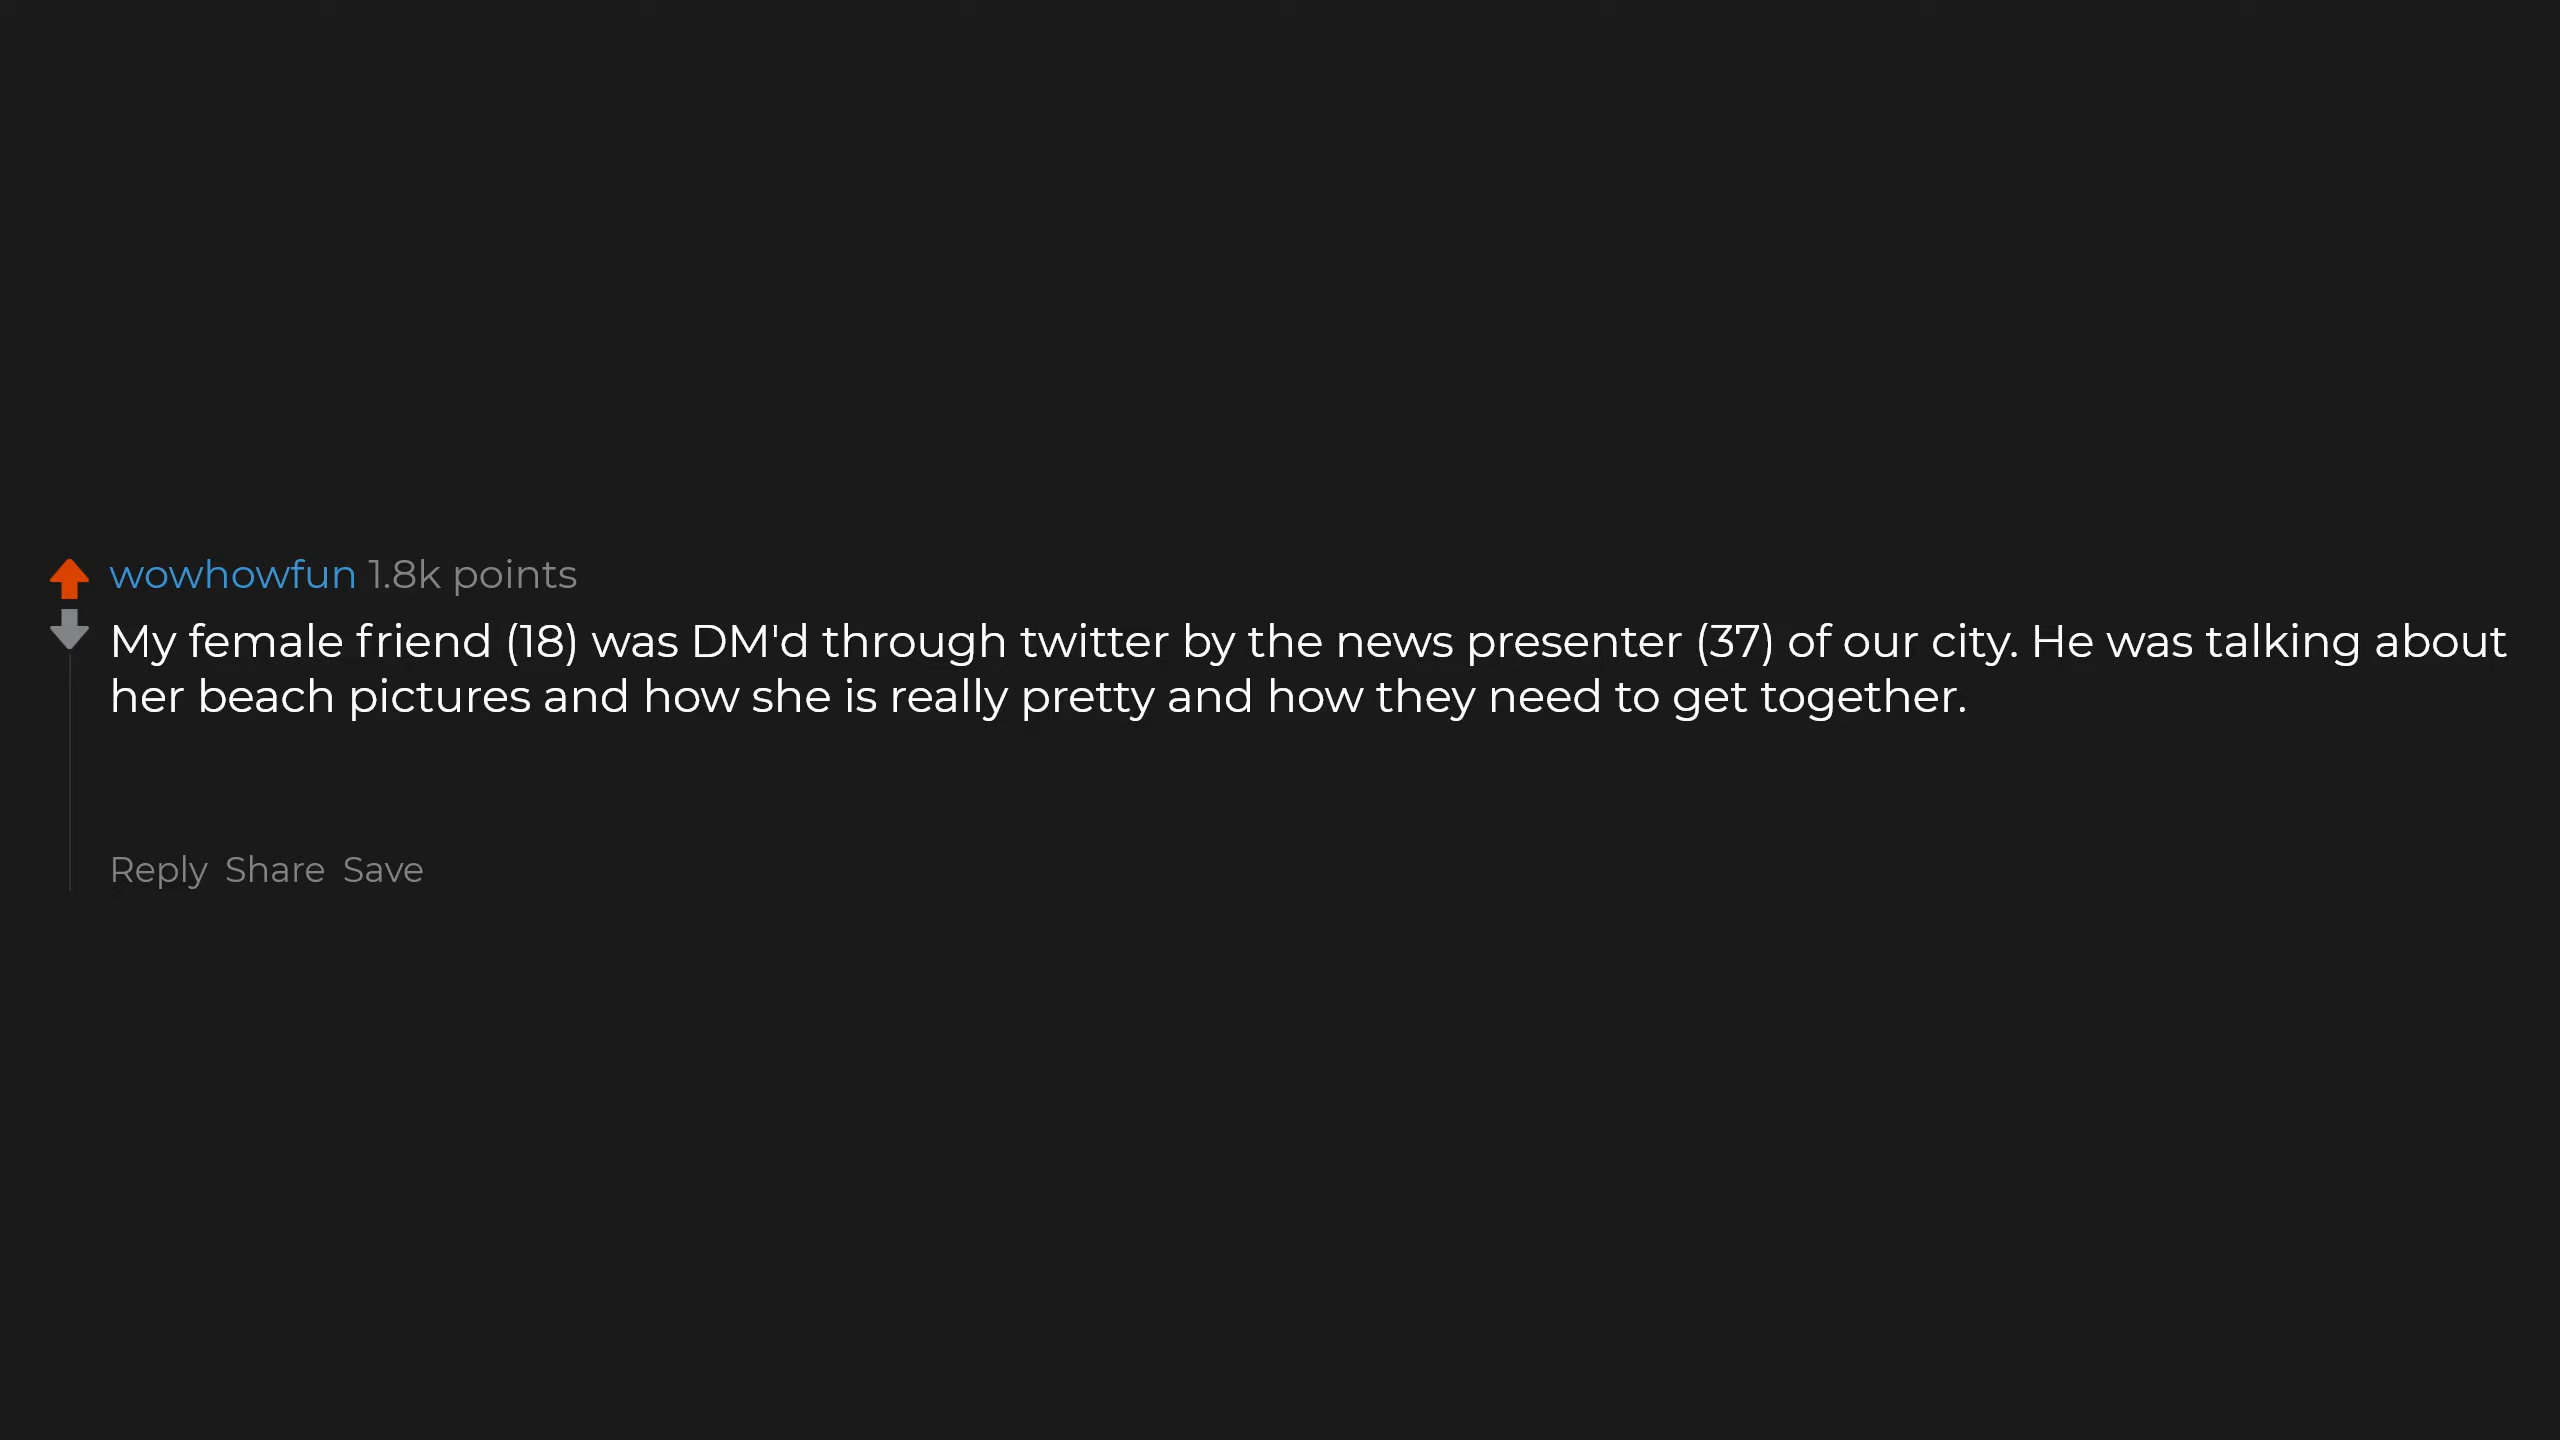 wowhowfun 1.8k points
My female friend (18) was DM'd through twitter by the news presenter (37) of our city. He was talking about
her beach pictures and how she is really pretty and how they need to get together.
Reply Share Save